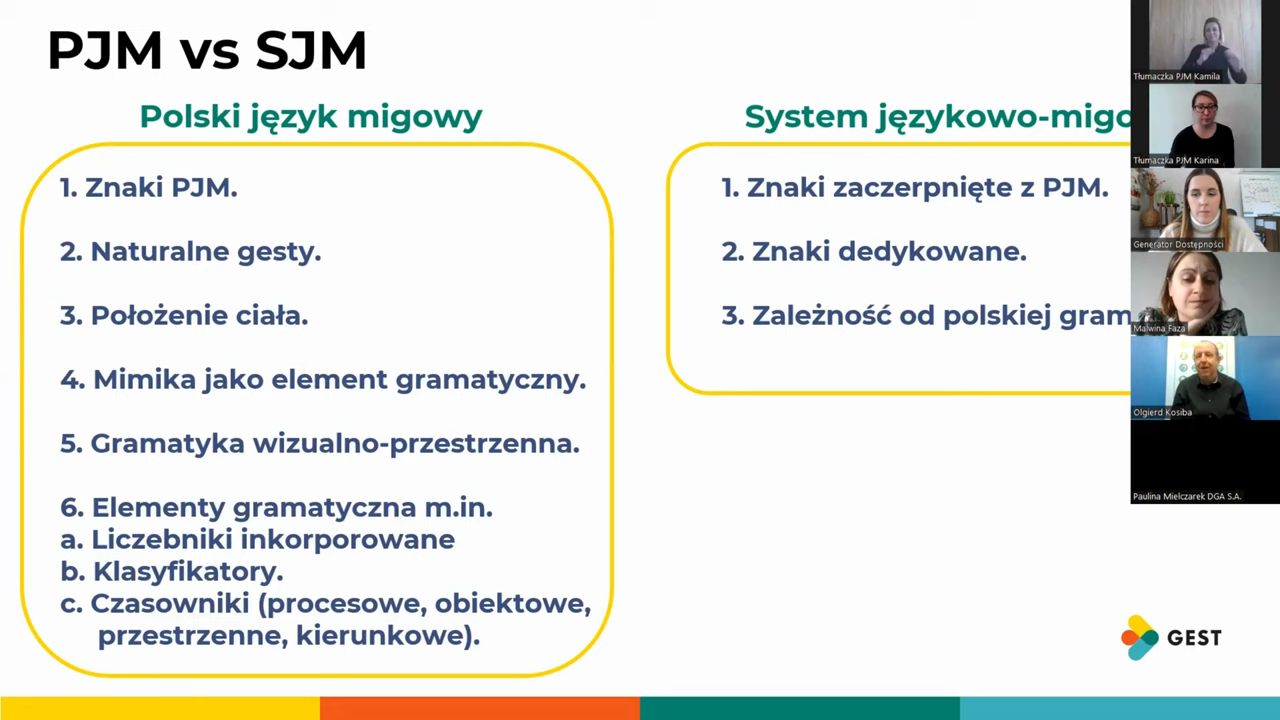 PJM vs SJM
Polski język migowy
1. Znaki PJM.
2. Naturalne gesty.
3. Położenie ciała.
4. Mimika jako element gramatyczny.
5. Gramatyka wizualno-przestrzenna.
6. Elementy gramatyczna m.in.
a. Liczebniki inkorporowane
b. Klasyfikatory.
c. Czasowniki (procesowe, obiektowe,
przestrzenne, kierunkowe).
System językowo-migo
1. Znaki zaczerpnięte z PJM.
2. Znaki dedykowane.
3. Zależność od polskiej gram
Tłumaczka PJM Kamila
Tłumaczka PJM Karina
Generator Dostępności
Malwina Faza
Olgierd Kosiba
Paulina Mielczarek DGA S.A.
GEST